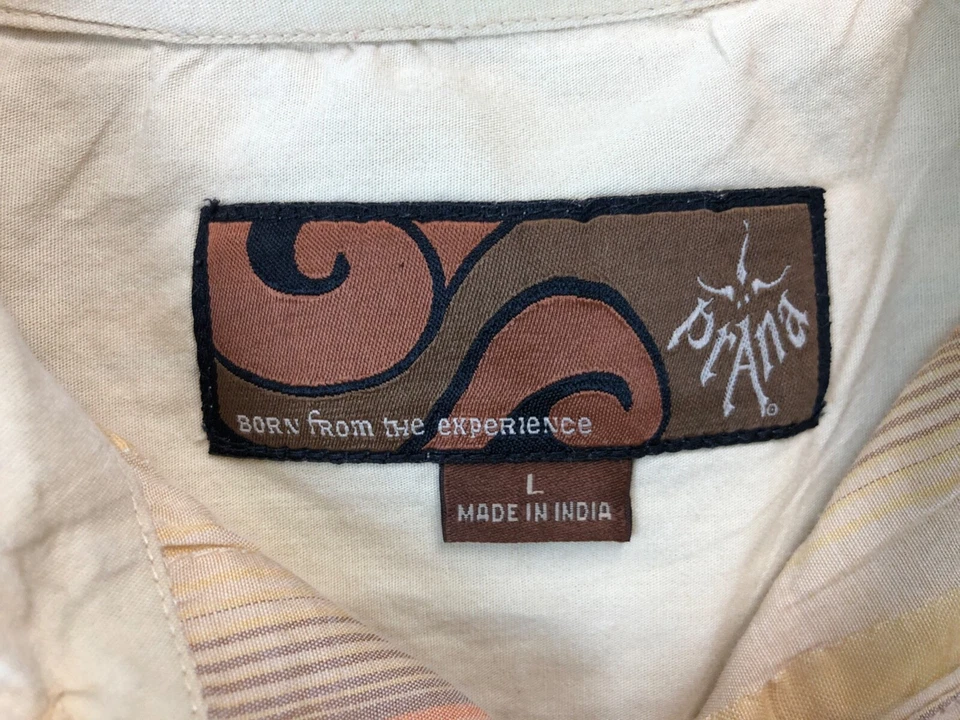 prAna
BORN from the experIence
L
MADE IN INDIA